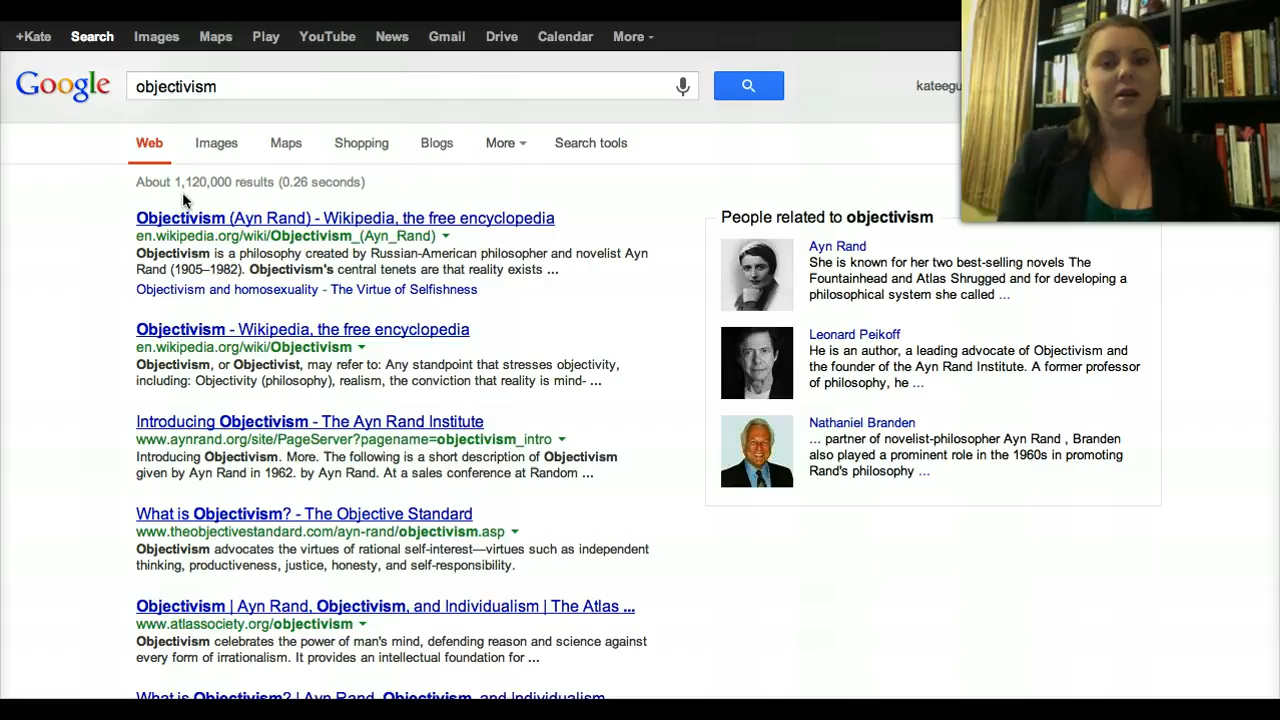 +Kate Search Images Maps Play YouTube News Gmail Drive Calendar More
Google objectivism kateegu
Web Images Maps Shopping Blogs More Search tools
About 1,120,000 results (0.26 seconds)
Objectivism (Ayn Rand) - Wikipedia, the free encyclopedia
en.wikipedia.org/wiki/Objectivism_(Ayn_Rand)
Objectivism is a philosophy created by Russian-American philosopher and novelist Ayn
Rand (1905–1982). Objectivism's central tenets are that reality exists ...
Objectivism and homosexuality - The Virtue of Selfishness
Objectivism - Wikipedia, the free encyclopedia
en.wikipedia.org/wiki/Objectivism
Objectivism, or Objectivist, may refer to: Any standpoint that stresses objectivity,
including: Objectivity (philosophy), realism, the conviction that reality is mind- ...
Introducing Objectivism - The Ayn Rand Institute
www.aynrand.org/site/PageServer?pagename=objectivism_intro
Introducing Objectivism. More. The following is a short description of Objectivism
given by Ayn Rand in 1962. by Ayn Rand. At a sales conference at Random ...
What is Objectivism? - The Objective Standard
www.theobjectivestandard.com/ayn-rand/objectivism.asp
Objectivism advocates the virtues of rational self-interest—virtues such as independent
thinking, productiveness, justice, honesty, and self-responsibility.
Objectivism | Ayn Rand, Objectivism, and Individualism | The Atlas ...
www.atlassociety.org/objectivism
Objectivism celebrates the power of man's mind, defending reason and science against
every form of irrationalism. It provides an intellectual foundation for ...
What is Objectivism? | Ayn Rand, Objectivism, and Individualism
People related to objectivism
Ayn Rand
She is known for her two best-selling novels The
Fountainhead and Atlas Shrugged and for developing a
philosophical system she called ...
Leonard Peikoff
He is an author, a leading advocate of Objectivism and
the founder of the Ayn Rand Institute. A former professor
of philosophy, he ...
Nathaniel Branden
... partner of novelist-philosopher Ayn Rand , Branden
also played a prominent role in the 1960s in promoting
Rand's philosophy ...